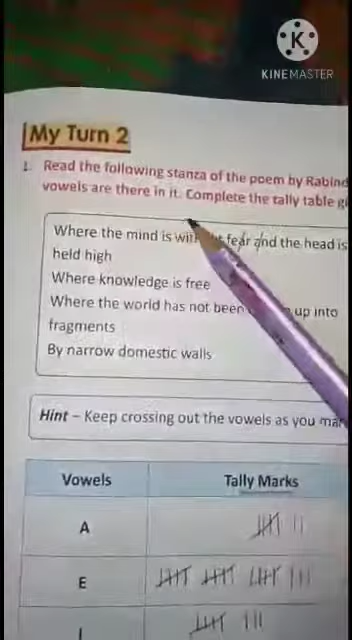 K
KINEMASTER
My Turn 2
1. Read the following stanza of the poem by Rabind
vowels are there in it. Complete the tally table gi
Where the mind is fear and the head is
held high
Where knowledge is free
Where the world has not been up into
fragments
By narrow domestic walls
Hint – Keep crossing out the vowels as you mar
Vowels Tally Marks
A
E
I